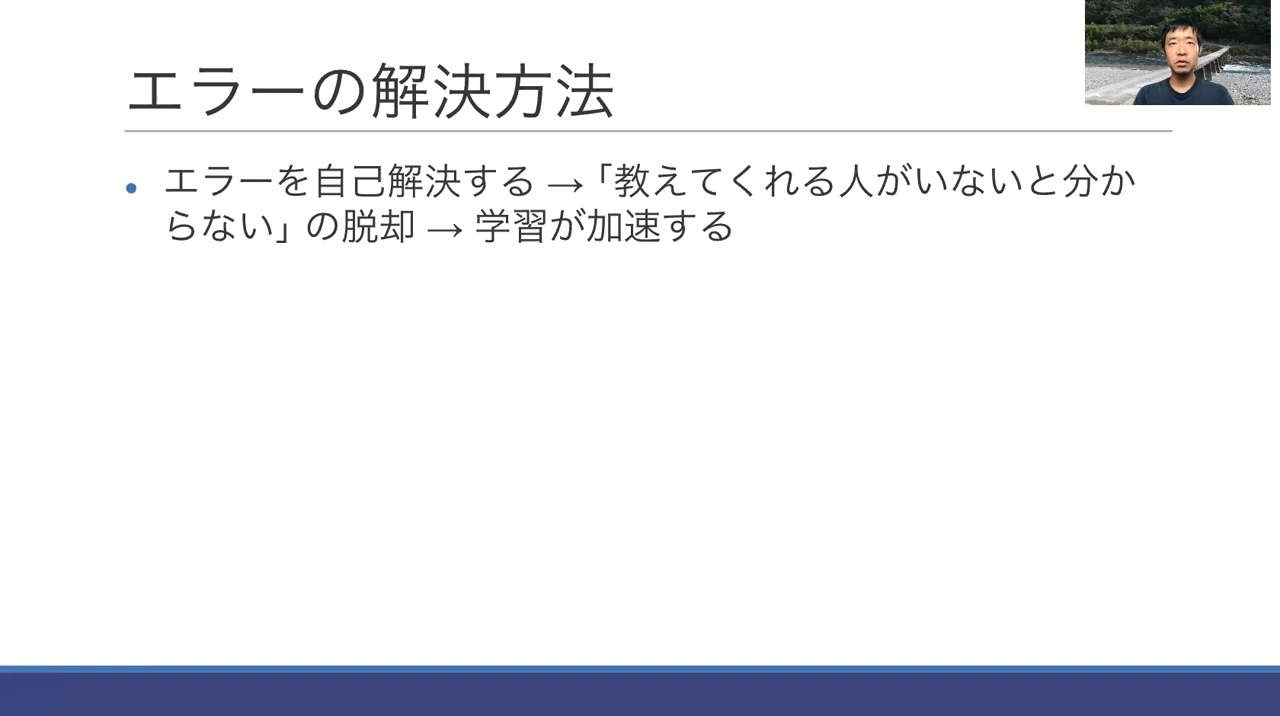 エラーの解決方法
• エラーを自己解決する → 「教えてくれる人がいないと分か
らない」の脱却 → 学習が加速する